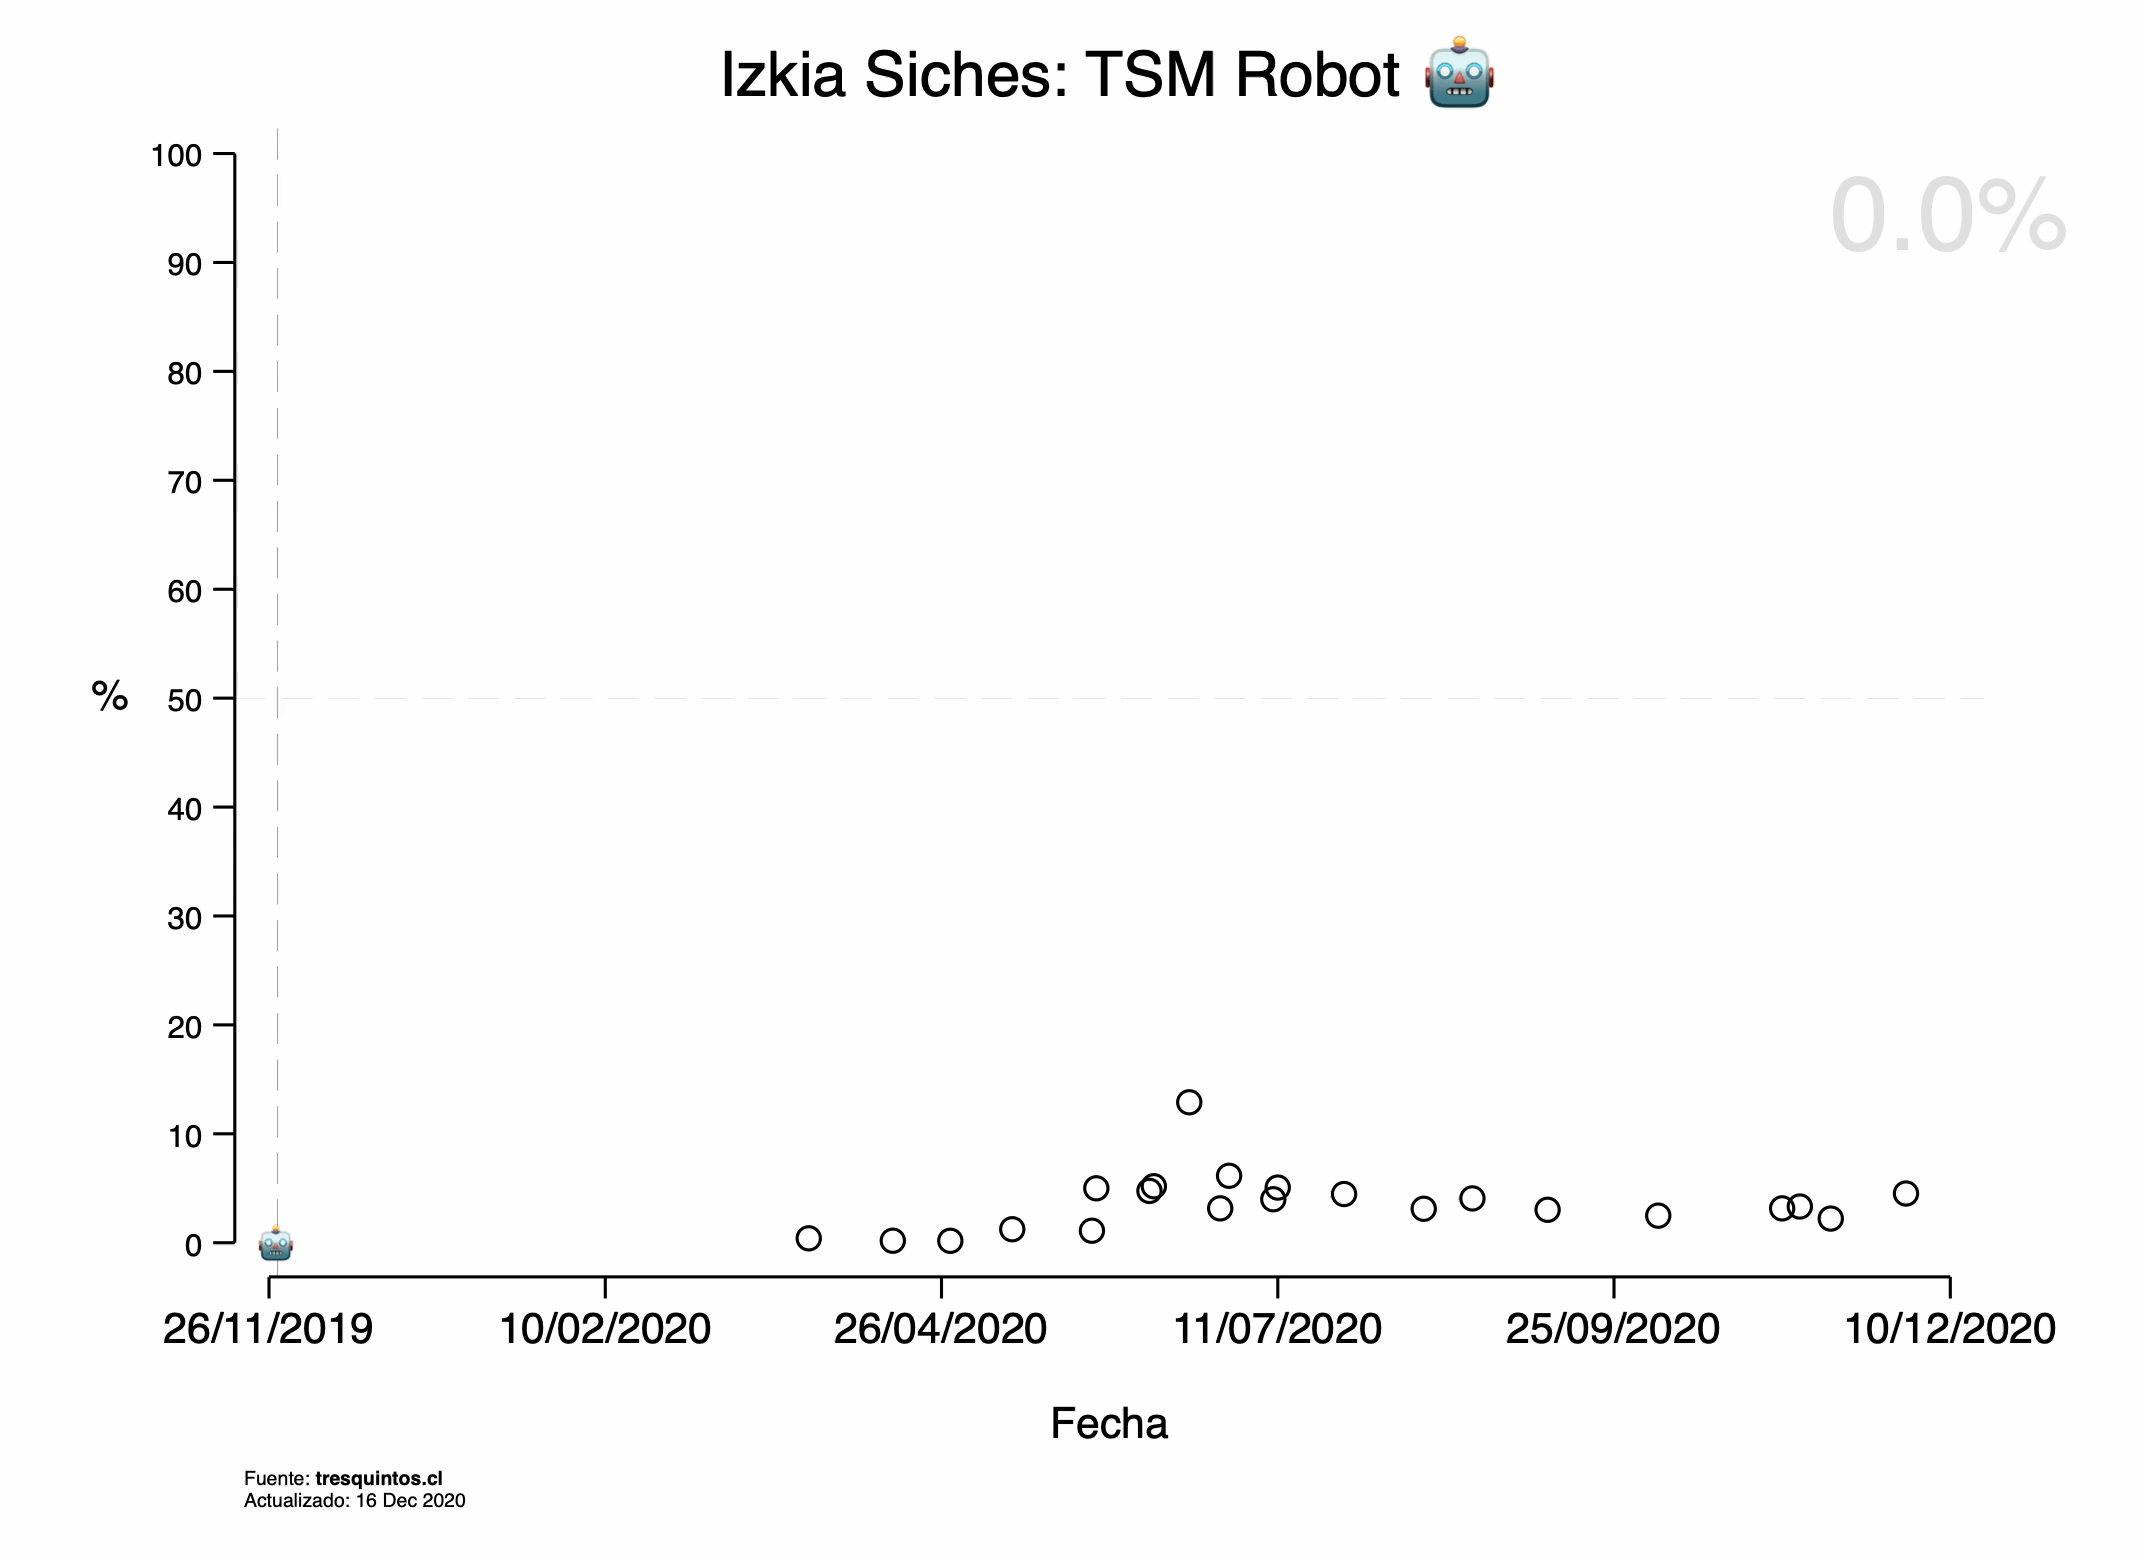 Izkia Siches: TSM Robot 🤖
0.0%
100
90
80
70
60
50
40
30
20
10
0
%
26/11/2019 10/02/2020 26/04/2020 11/07/2020 25/09/2020 10/12/2020
Fecha
Fuente: tresquintos.cl
Actualizado: 16 Dec 2020